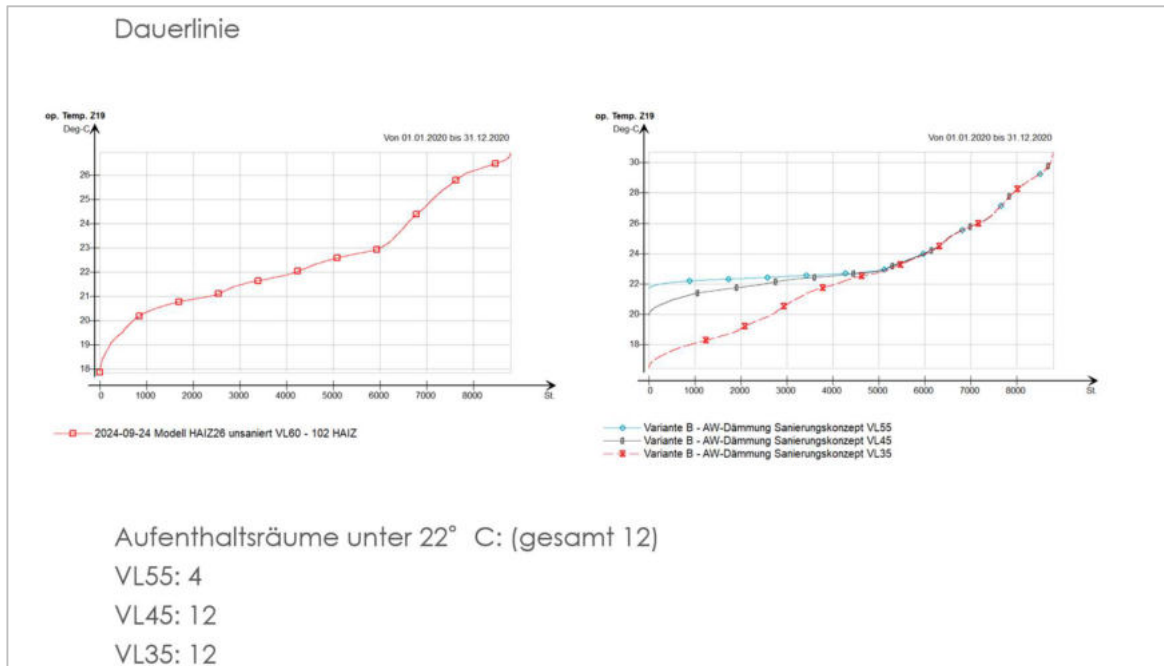 Dauerlinie
op. Temp. Z19
Deg-C
Von 01.01.2020 bis 31.12.2020
26
25
24
23
22
21
20
19
18
0 1000 2000 3000 4000 5000 6000 7000 8000 St.
2024-09-24 Modell HAIZ26 unsaniert VL60 - 102 HAIZ
op. Temp. Z19
Deg-C
Von 01.01.2020 bis 31.12.2020
30
28
26
24
22
20
18
0 1000 2000 3000 4000 5000 6000 7000 8000 St.
Variante B - AW-Dämmung Sanierungskonzept VL55
Variante B - AW-Dämmung Sanierungskonzept VL45
Variante B - AW-Dämmung Sanierungskonzept VL35
Aufenthaltsräume unter 22° C: (gesamt 12)
VL55: 4
VL45: 12
VL35: 12